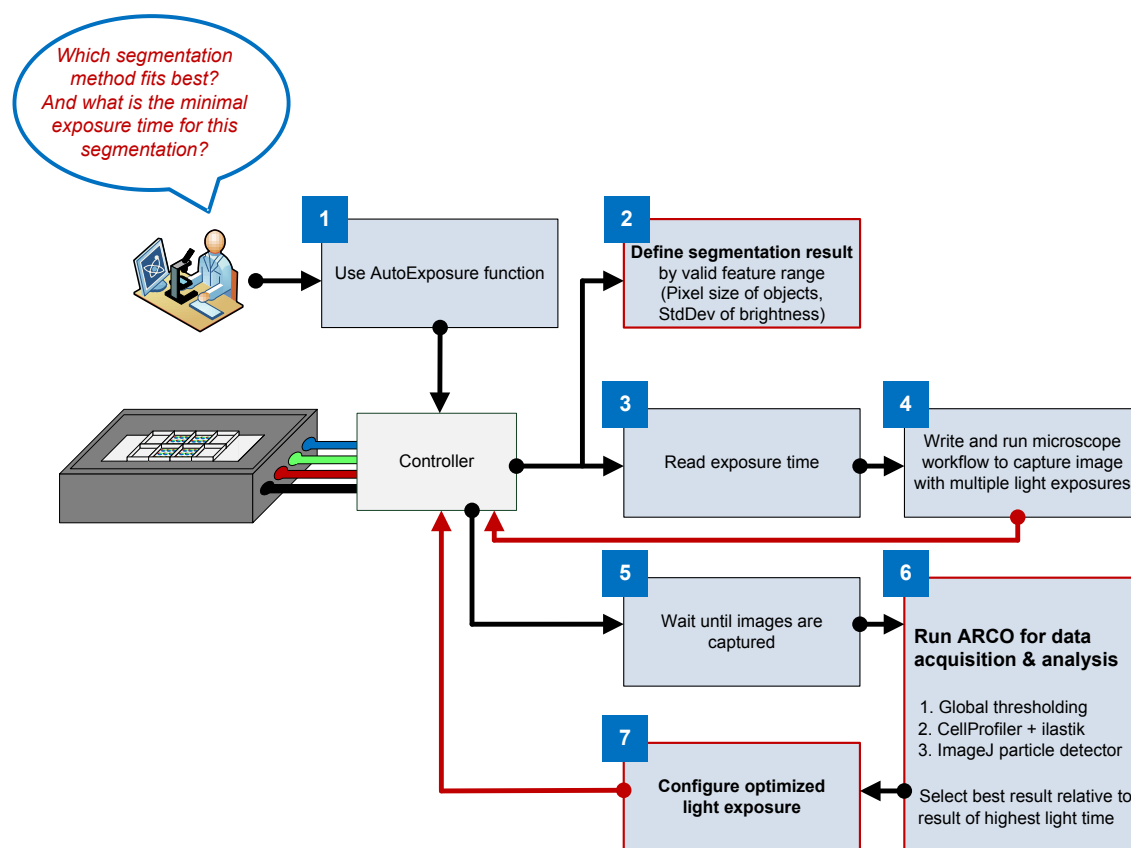 Which segmentation
method fits best?
And what is the minimal
exposure time for this
segmentation?
1
Use AutoExposure function
2
Define segmentation result
by valid feature range
(Pixel size of objects,
StdDev of brightness)
Controller
3
Read exposure time
4
Write and run microscope
workflow to capture image
with multiple light exposures
5
Wait until images are
captured
6
Run ARCO for data
acquisition & analysis
1. Global thresholding
2. CellProfiler + ilastik
3. ImageJ particle detector
Select best result relative to
result of highest light time
7
Configure optimized
light exposure